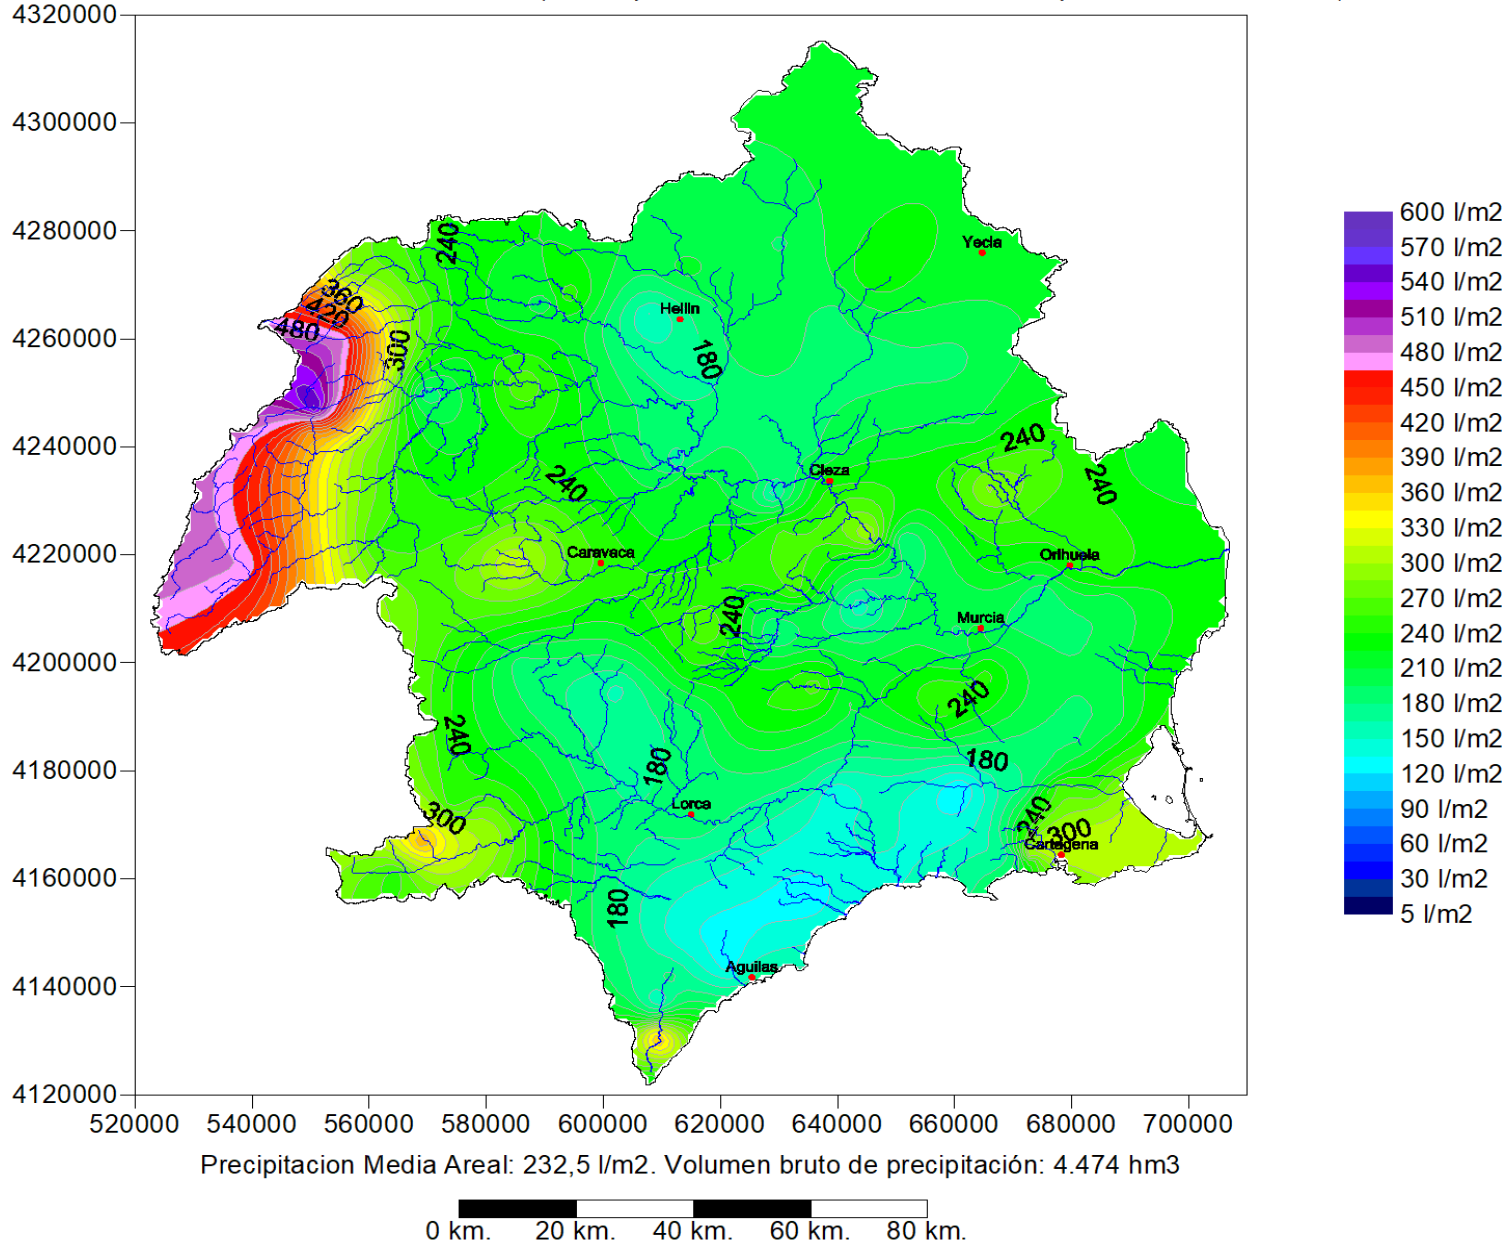 4320000
4300000
4280000
4260000
4240000
4220000
4200000
4180000
4160000
4140000
4120000
520000 540000 560000 580000 600000 620000 640000 660000 680000 700000
240
360
420
480
300
Yecla
Hellin
180
240
240
240
Cieza
Caravaca
Orihuela
240
Murcia
240
240
180
180
Lorca
300
240
300
Cartagena
180
Aguilas
600 l/m2
570 l/m2
540 l/m2
510 l/m2
480 l/m2
450 l/m2
420 l/m2
390 l/m2
360 l/m2
330 l/m2
300 l/m2
270 l/m2
240 l/m2
210 l/m2
180 l/m2
150 l/m2
120 l/m2
90 l/m2
60 l/m2
30 l/m2
5 l/m2
Precipitacion Media Areal: 232,5 l/m2. Volumen bruto de precipitación: 4.474 hm3
0 km. 20 km. 40 km. 60 km. 80 km.